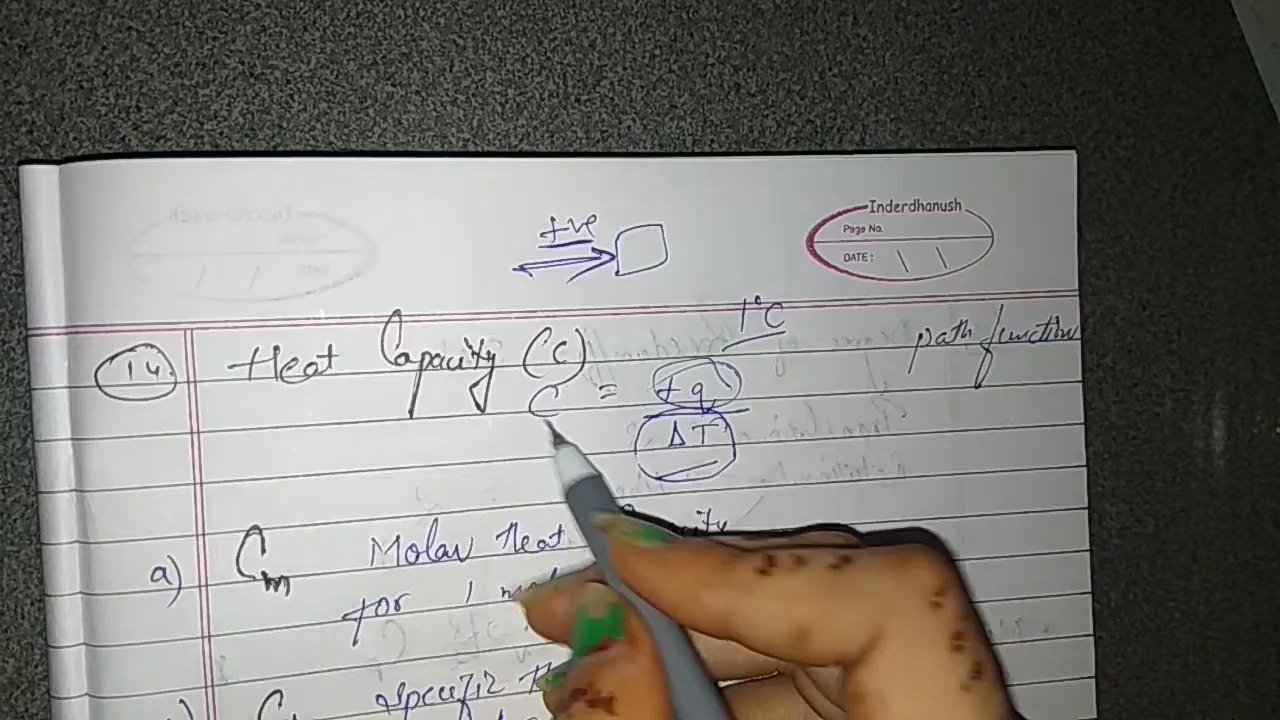 +ve
Inderdhanush
Page No.
DATE: \ \
14. Heat Capacity (C) 1°C path function
C = +q
ΔT
a) Cm Molar Heat
for 1
specific